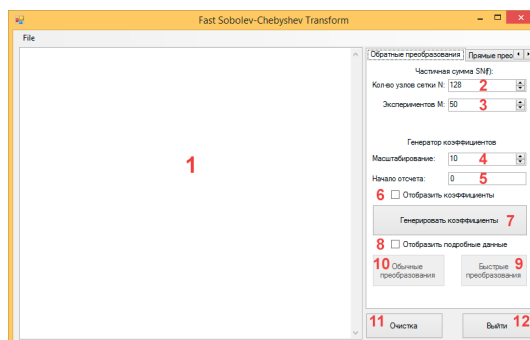 Fast Sobolev-Chebyshev Transform
File
Обратные преобразования
Прямые прео
Частичная сумма SN(f):
Кол-во узлов сетки N: 128 2
Экспериментов M: 50 3
Генератор коэффициентов
Масштабирование: 10 4
Начало отсчета: 0 5
6 Отобразить коэффициенты
Генерировать коэффициенты 7
8 Отобразить подробные данные
10 Обычные преобразования
Быстрые 9 преобразования
11 Очистка
Выйти 12
1